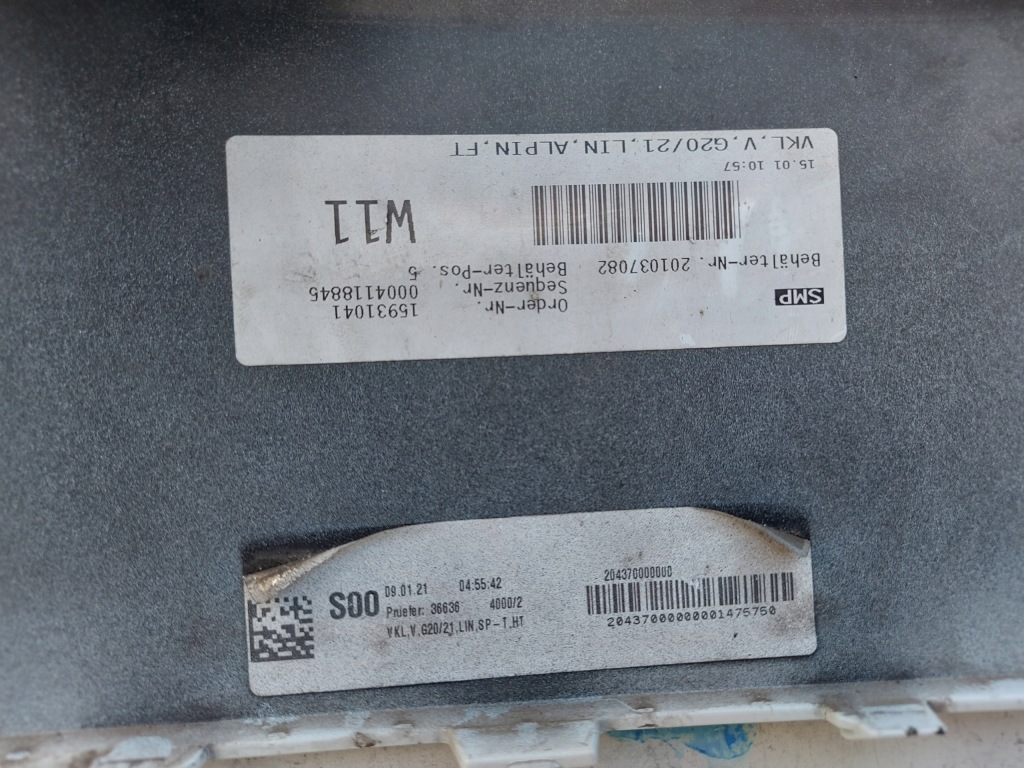 SMP
Order-Nr. 15931041
Sequenz-Nr. 0004118845
Behälter-Nr. 201037082 Behälter-Pos. 5
W11
15.01 10:57
VKL,V,G20/21,LIN,ALPIN,FT
S00
09.01.21 04:55:42
Pruefer: 36636 4000/2
VKL,V,G20/21,LIN,SP-T,HT
204370000000
20437000000001475750